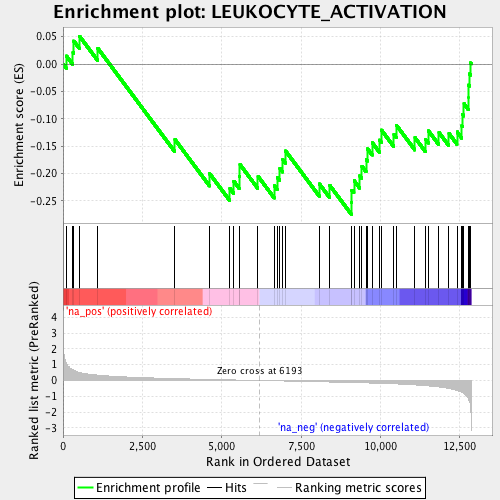 Enrichment plot: LEUKOCYTE_ACTIVATION
Enrichment score (ES)
0.05
0.00
-0.05
-0.10
-0.15
-0.20
-0.25
'na_pos' (positively correlated)
Ranked list metric (PreRanked)
4
3
2
1
0
-1
-2
-3
Zero cross at 6193
'na_neg' (negatively correlated)
0
2,500
5,000
7,500
10,000
12,500
Rank in Ordered Dataset
Enrichment profile
Hits
Ranking metric scores